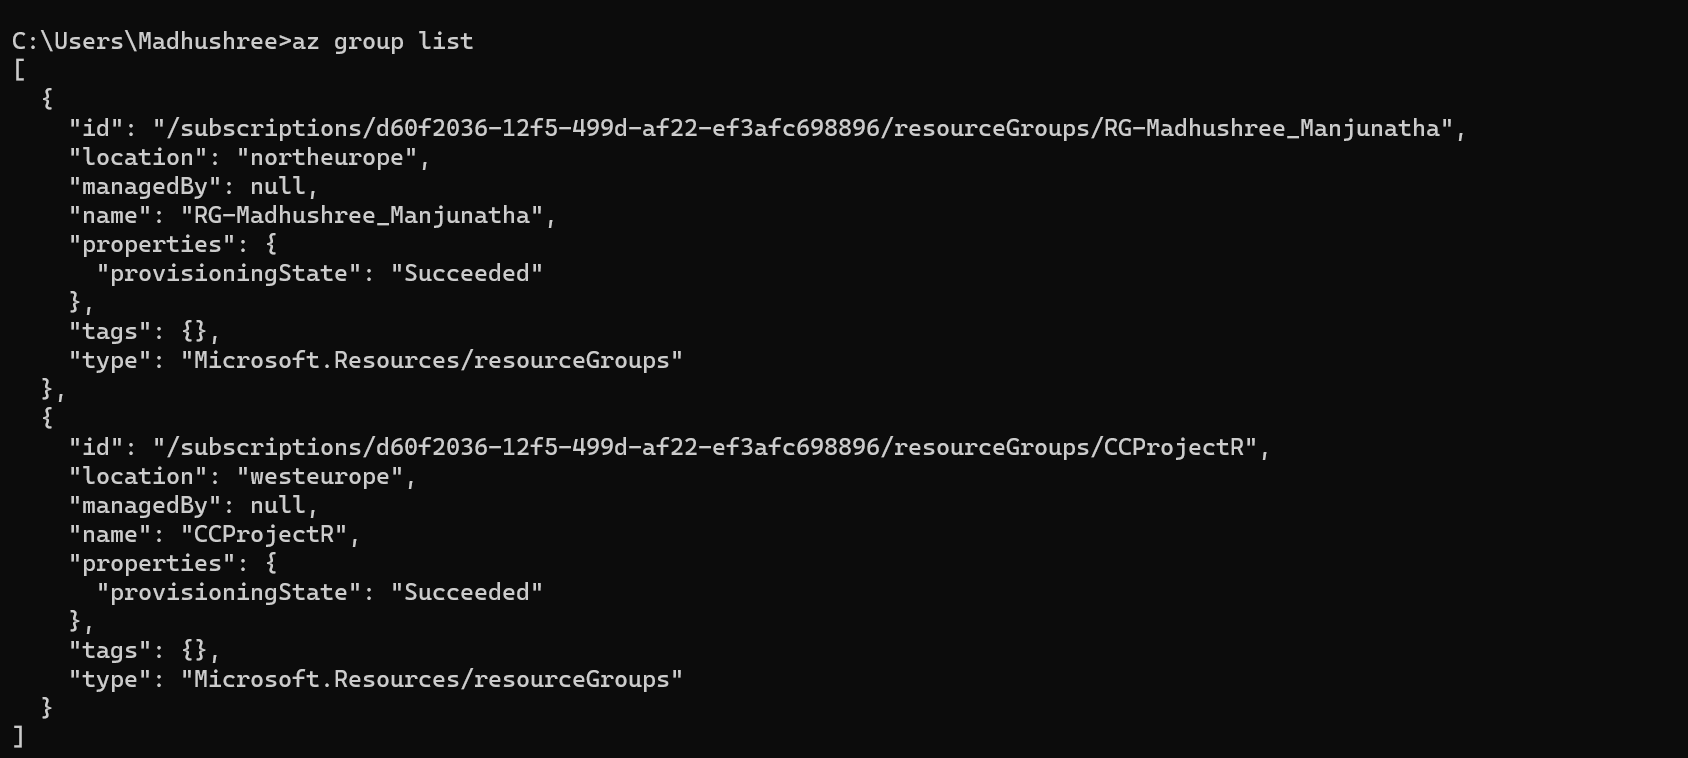 C:\Users\Madhushree>az group list
[
  {
    "id": "/subscriptions/d60f2036-12f5-499d-af22-ef3afc698896/resourceGroups/RG-Madhushree_Manjunatha",
    "location": "northeurope",
    "managedBy": null,
    "name": "RG-Madhushree_Manjunatha",
    "properties": {
      "provisioningState": "Succeeded"
    },
    "tags": {},
    "type": "Microsoft.Resources/resourceGroups"
  },
  {
    "id": "/subscriptions/d60f2036-12f5-499d-af22-ef3afc698896/resourceGroups/CCProjectR",
    "location": "westeurope",
    "managedBy": null,
    "name": "CCProjectR",
    "properties": {
      "provisioningState": "Succeeded"
    },
    "tags": {},
    "type": "Microsoft.Resources/resourceGroups"
  }
]